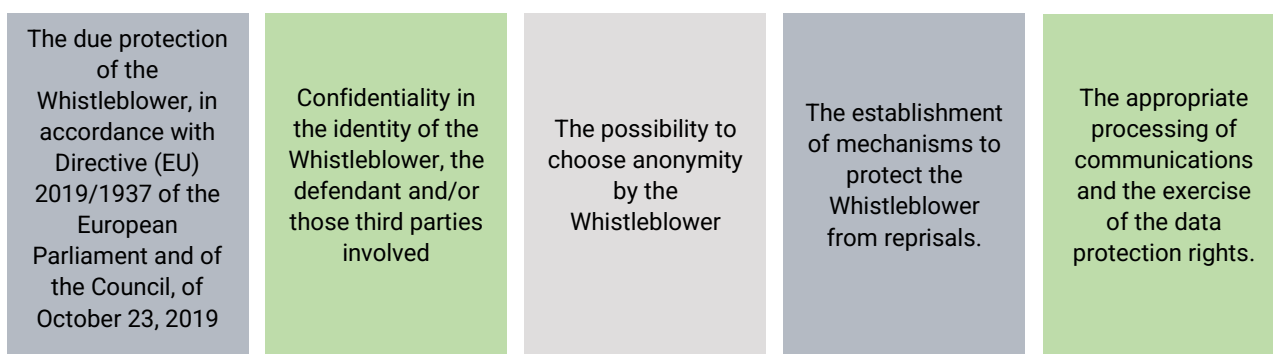 The due protection
of the
Whistleblower, in
accordance with
Directive (EU)
2019/1937 of the
European
Parliament and of
the Council, of
October 23, 2019
Confidentiality in
the identity of the
Whistleblower, the
defendant and/or
those third parties
involved
The possibility to
choose anonymity
by the
Whistleblower
The establishment
of mechanisms to
protect the
Whistleblower
from reprisals.
The appropriate
processing of
communications
and the exercise
of the data
protection rights.